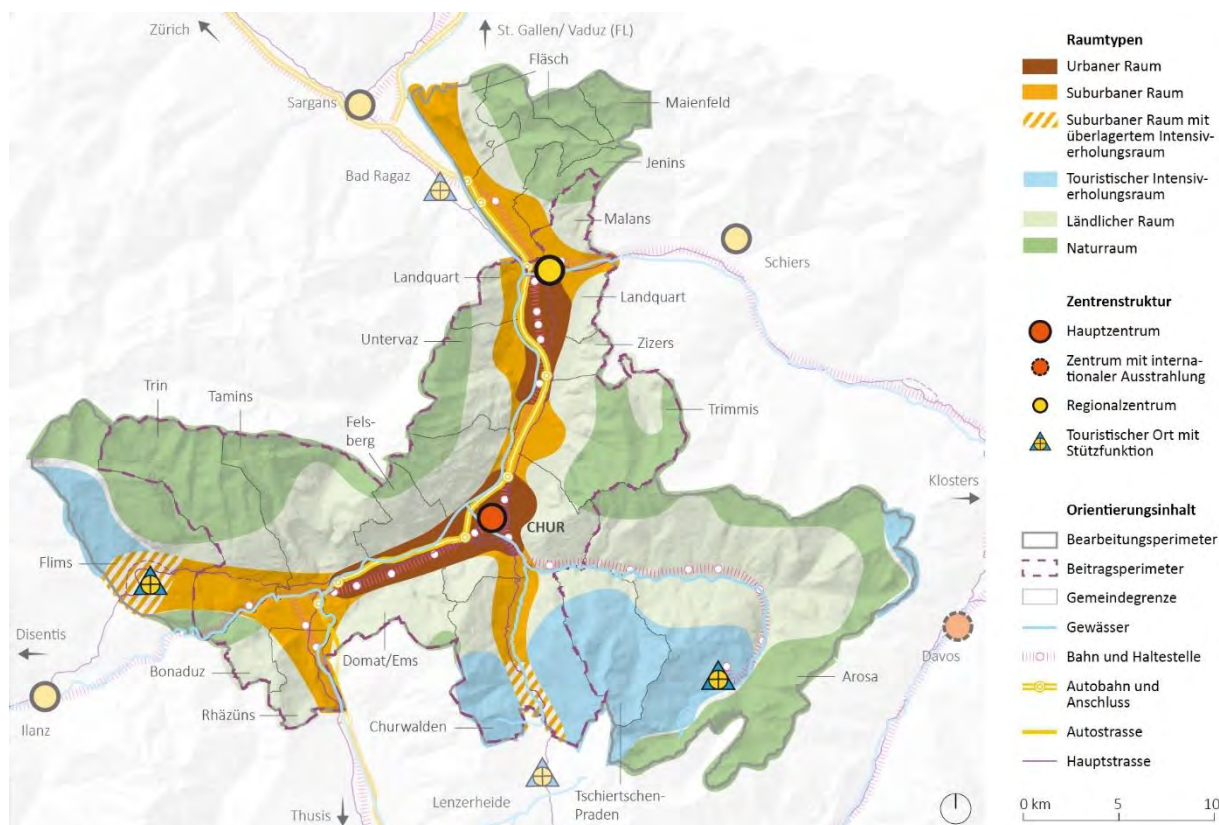 Zürich
St. Gallen/ Vaduz (FL)
Fläsch
Maienfeld
Sargans
Jenins
Bad Ragaz
Malans
Schiers
Landquart
Landquart
Untervaz
Zizers
Trin
Tamins
Fels-
berg
Trimmis
Klosters
CHUR
Flims
Disentis
Domat/Ems
Davos
Bonaduz
Arosa
Rhäzüns
Churwalden
Ilanz
Lenzerheide
Tschiertschen-
Praden
Thusis
Raumtypen
Urbaner Raum
Suburbaner Raum
Suburbaner Raum mit
überlagertem Intensiv-
erholungsraum
Touristischer Intensiv-
erholungsraum
Ländlicher Raum
Naturraum
Zentrenstruktur
Hauptzentrum
Zentrum mit interna-
tionaler Ausstrahlung
Regionalzentrum
Touristischer Ort mit
Stützfunktion
Orientierungsinhalt
Bearbeitungsperimeter
Beitragsperimeter
Gemeindegrenze
Gewässer
Bahn und Haltestelle
Autobahn und
Anschluss
Autostrasse
Hauptstrasse
0 km 5 10